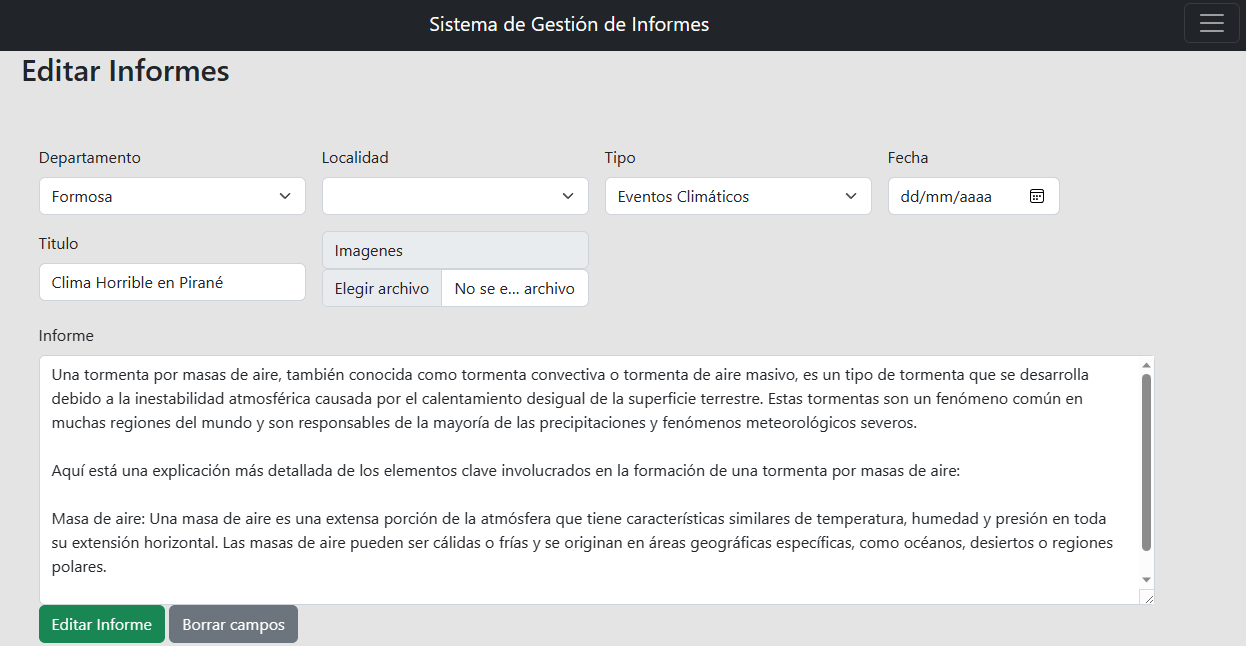 Sistema de Gestión de Informes
Editar Informes
Departamento
Localidad
Tipo
Fecha
Formosa
Eventos Climáticos
dd/mm/aaaa
Titulo
Imagenes
Clima Horrible en Pirané
Elegir archivo
No se e... archivo
Informe
Una tormenta por masas de aire, también conocida como tormenta convectiva o tormenta de aire masivo, es un tipo de tormenta que se desarrolla
debido a la inestabilidad atmosférica causada por el calentamiento desigual de la superficie terrestre. Estas tormentas son un fenómeno común en
muchas regiones del mundo y son responsables de la mayoría de las precipitaciones y fenómenos meteorológicos severos.
Aquí está una explicación más detallada de los elementos clave involucrados en la formación de una tormenta por masas de aire:
Masa de aire: Una masa de aire es una extensa porción de la atmósfera que tiene características similares de temperatura, humedad y presión en toda
su extensión horizontal. Las masas de aire pueden ser cálidas o frías y se originan en áreas geográficas específicas, como océanos, desiertos o regiones
polares.
Editar Informe
Borrar campos